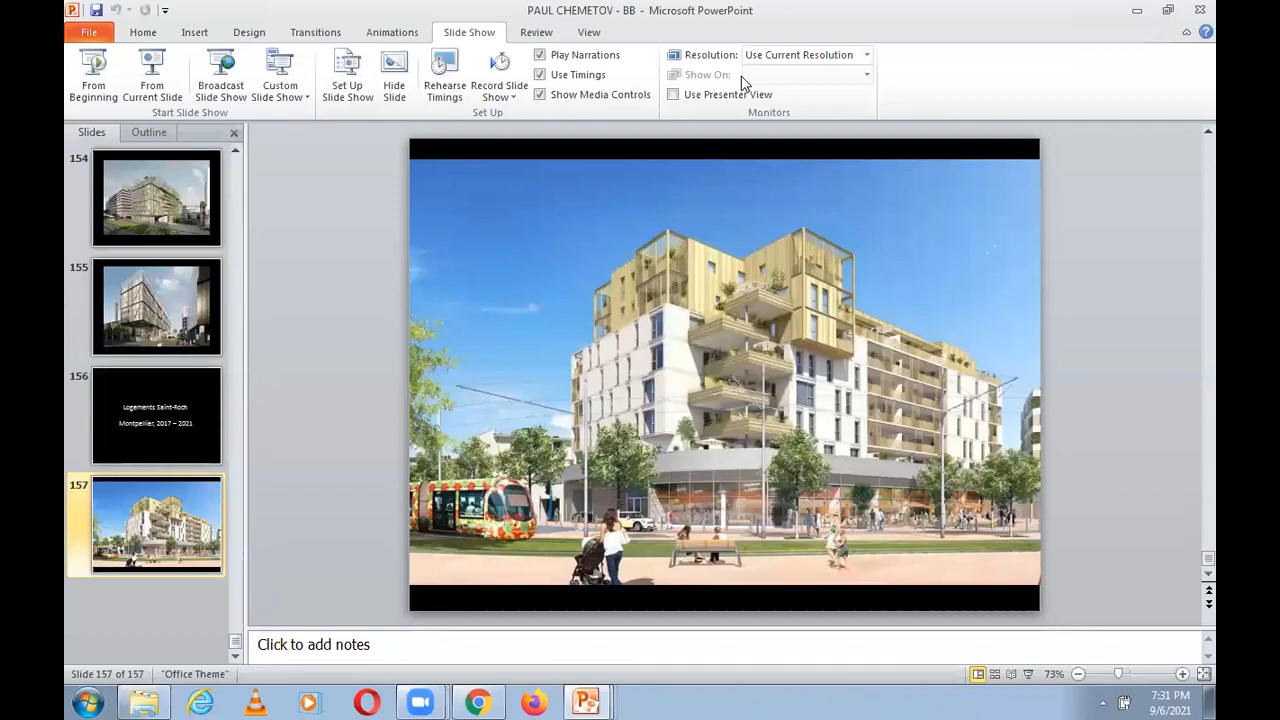 PAUL CHEMETOV - BB - Microsoft PowerPoint
File Home Insert Design Transitions Animations Slide Show Review View
From Beginning
From Current Slide
Broadcast Slide Show
Custom Slide Show
Start Slide Show
Set Up Slide Show
Hide Slide
Rehearse Timings
Record Slide Show
Play Narrations
Use Timings
Show Media Controls
Set Up
Resolution: Use Current Resolution
Show On:
Use Presenter View
Monitors
Slides Outline
154
155
156
Logements Saint-Roch
Montpellier, 2017 – 2021
157
Click to add notes
Slide 157 of 157 "Office Theme" 73%
7:31 PM
9/6/2021